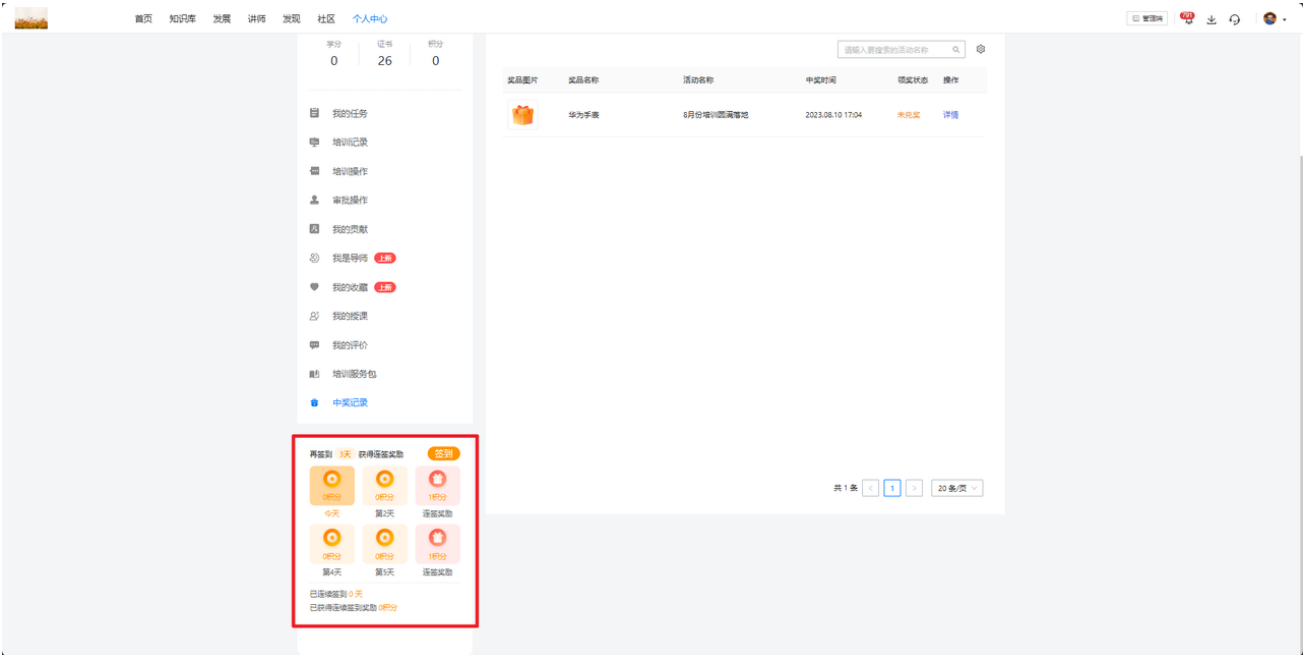 首页 知识库 发展 讲师 发现 社区 个人中心 管理端 791
学分 证书 积分
0 26 0
我的任务
培训记录
培训操作
审批操作
我的贡献
我是导师 上新
我的收藏 上新
我的授课
我的评价
培训服务包
中奖记录
再签到 3天 获得连签奖励 签到
0积分 0积分 1积分
今天 第2天 连签奖励
0积分 0积分 1积分
第4天 第5天 连签奖励
已连续签到 0 天
已获得连续签到奖励 0积分
请输入要搜索的活动名称
奖品图片 奖品名称 活动名称 中奖时间 领奖状态 操作
华为手表 8月份培训圆满落地 2023.08.10 17:04 未兑奖 详情
共 1 条 < 1 > 20 条/页